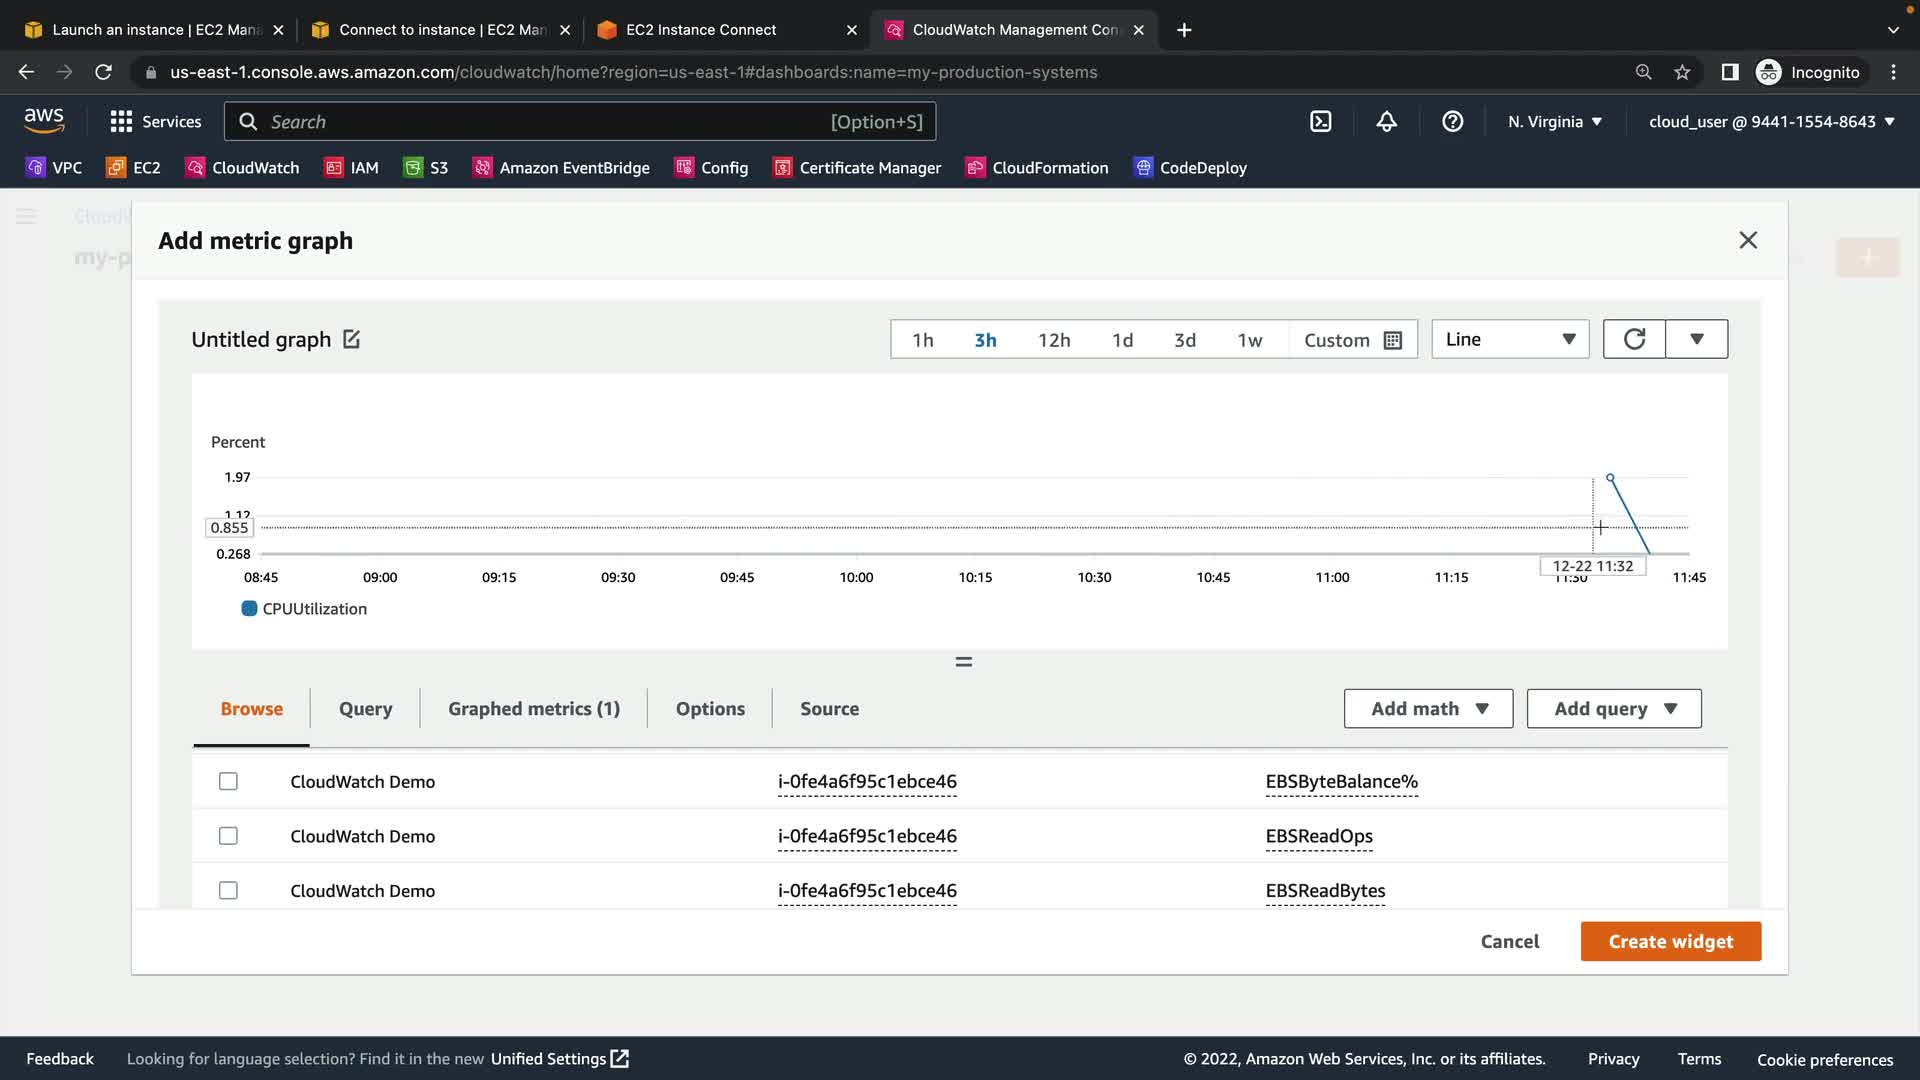 Launch an instance | EC2 Mana
Connect to instance | EC2 Man
EC2 Instance Connect
CloudWatch Management Con
us-east-1.console.aws.amazon.com/cloudwatch/home?region=us-east-1#dashboards:name=my-production-systems
Incognito
aws
Services
Search
[Option+S]
N. Virginia
cloud_user @ 9441-1554-8643
VPC
EC2
CloudWatch
IAM
S3
Amazon EventBridge
Config
Certificate Manager
CloudFormation
CodeDeploy
CloudW
my-p
Add metric graph
Untitled graph
1h 3h 12h 1d 3d 1w Custom
Line
Percent
1.97
1.12
0.855
0.268
12-22 11:32
08:45 09:00 09:15 09:30 09:45 10:00 10:15 10:30 10:45 11:00 11:15 11:30 11:45
CPUUtilization
Browse
Query
Graphed metrics (1)
Options
Source
Add math
Add query
CloudWatch Demo i-0fe4a6f95c1ebce46 EBSByteBalance%
CloudWatch Demo i-0fe4a6f95c1ebce46 EBSReadOps
CloudWatch Demo i-0fe4a6f95c1ebce46 EBSReadBytes
Cancel
Create widget
Feedback
Looking for language selection? Find it in the new Unified Settings
© 2022, Amazon Web Services, Inc. or its affiliates.
Privacy
Terms
Cookie preferences